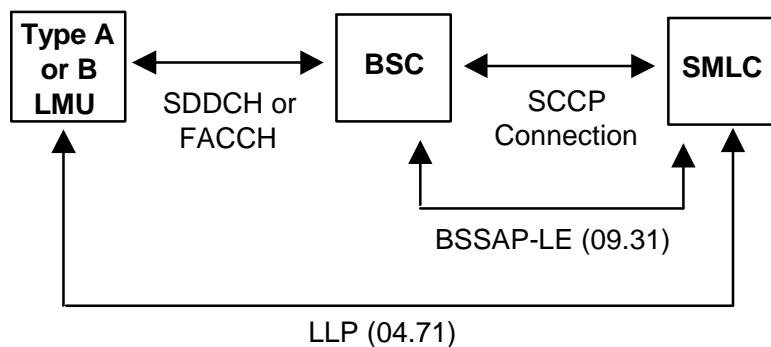 Type A
or B
LMU
BSC
SMLC
SDDCH or
FACCH
SCCP
Connection
BSSAP-LE (09.31)
LLP (04.71)